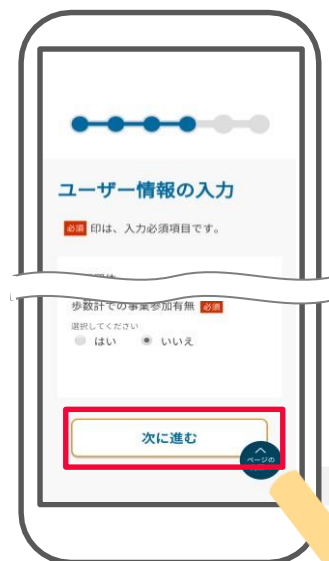 ユーザー情報の入力
必須 印は、入力必須項目です。
歩数計での事業参加有無 必須
選択してください
はい いいえ
次に進む
ページの